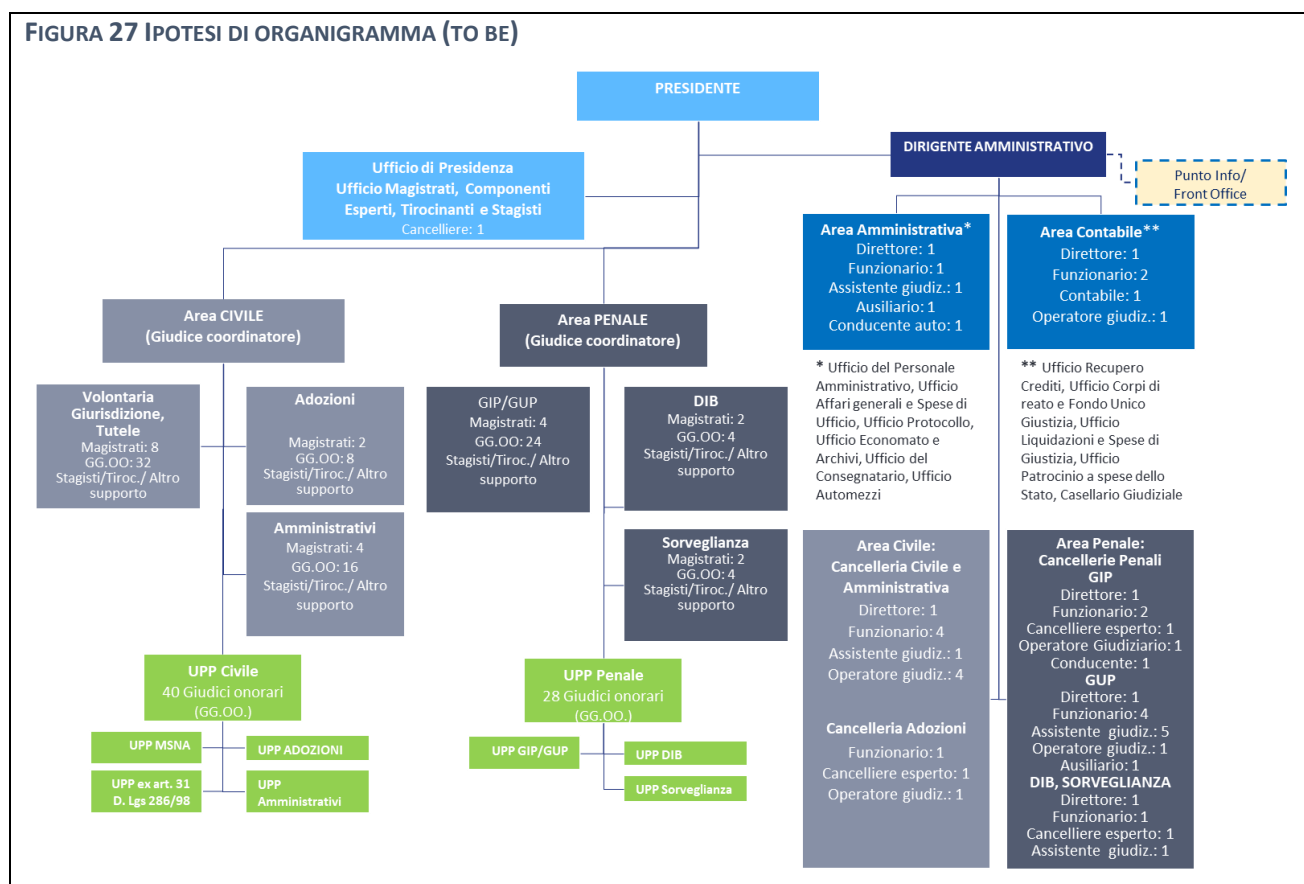 FIGURA 27 IPOTESI DI ORGANIGRAMMA (TO BE)
PRESIDENTE
DIRIGENTE AMMINISTRATIVO
Punto Info/
Front Office
Ufficio di Presidenza
Ufficio Magistrati, Componenti
Esperti, Tirocinanti e Stagisti
Cancelliere: 1
Area Amministrativa*
Direttore: 1
Funzionario: 1
Assistente giudiz.: 1
Ausiliario: 1
Conducente auto: 1
Area Contabile**
Direttore: 1
Funzionario: 2
Contabile: 1
Operatore giudiz.: 1
Area CIVILE
(Giudice coordinatore)
Area PENALE
(Giudice coordinatore)
* Ufficio del Personale
Amministrativo, Ufficio
Affari generali e Spese di
Ufficio, Ufficio Protocollo,
Ufficio Economato e
Archivi, Ufficio del
Consegnatario, Ufficio
Automezzi
** Ufficio Recupero
Crediti, Ufficio Corpi di
reato e Fondo Unico
Giustizia, Ufficio
Liquidazioni e Spese di
Giustizia, Ufficio
Patrocinio a spese dello
Stato, Casellario Giudiziale
Volontaria
Giurisdizione,
Tutele
Magistrati: 8
GG.OO: 32
Stagisti/Tiroc./ Altro
supporto
Adozioni
Magistrati: 2
GG.OO: 8
Stagisti/Tiroc./ Altro
supporto
GIP/GUP
Magistrati: 4
GG.OO: 24
Stagisti/Tiroc./ Altro
supporto
DIB
Magistrati: 2
GG.OO: 4
Stagisti/Tiroc./ Altro
supporto
Amministrativi
Magistrati: 4
GG.OO: 16
Stagisti/Tiroc./ Altro
supporto
Sorveglianza
Magistrati: 2
GG.OO: 4
Stagisti/Tiroc./ Altro
supporto
Area Civile:
Cancelleria Civile e
Amministrativa
Direttore: 1
Funzionario: 4
Assistente giudiz.: 1
Operatore giudiz.: 4
Cancelleria Adozioni
Funzionario: 1
Cancelliere esperto: 1
Operatore giudiz.: 1
Area Penale:
Cancellerie Penali
GIP
Direttore: 1
Funzionario: 2
Cancelliere esperto: 1
Operatore Giudiziario: 1
Conducente: 1
GUP
Direttore: 1
Funzionario: 4
Assistente giudiz.: 5
Operatore giudiz.: 1
Ausiliario: 1
DIB, SORVEGLIANZA
Direttore: 1
Funzionario: 1
Cancelliere esperto: 1
Assistente giudiz.: 1
UPP Civile
40 Giudici onorari
(GG.OO.)
UPP Penale
28 Giudici onorari
(GG.OO.)
UPP MSNA
UPP ADOZIONI
UPP ex art. 31
D. Lgs 286/98
UPP
Amministrativi
UPP GIP/GUP
UPP DIB
UPP Sorveglianza